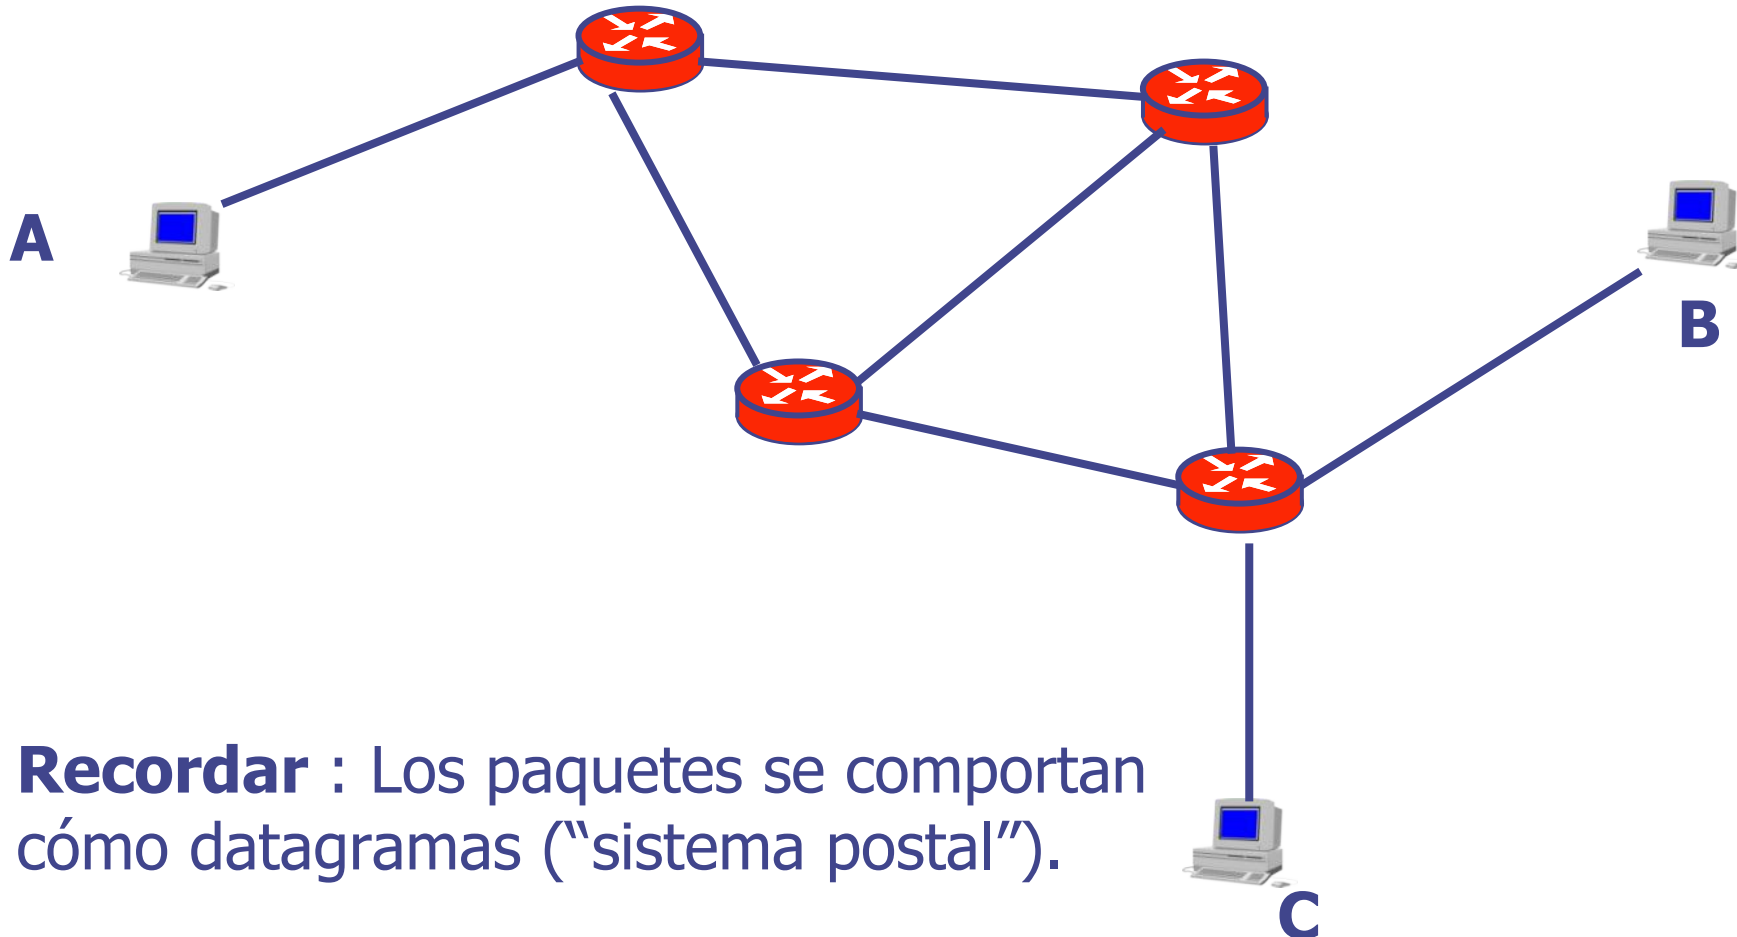 A
B
Recordar : Los paquetes se comportan
cómo datagramas (“sistema postal”).
C